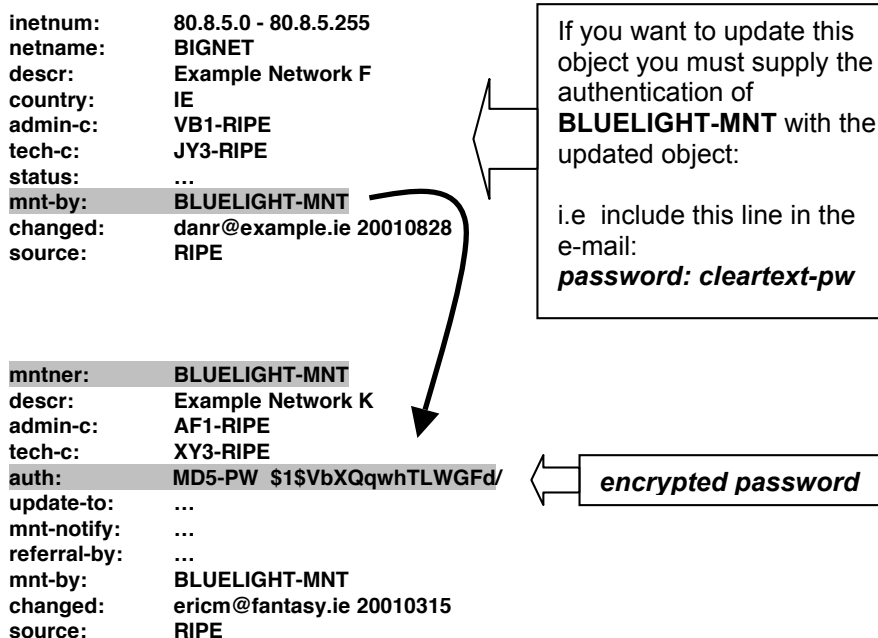 inetnum: 80.8.5.0 - 80.8.5.255
netname: BIGNET
descr: Example Network F
country: IE
admin-c: VB1-RIPE
tech-c: JY3-RIPE
status: …
mnt-by: BLUELIGHT-MNT
changed: danr@example.ie 20010828
source: RIPE
If you want to update this
object you must supply the
authentication of
BLUELIGHT-MNT with the
updated object:
i.e include this line in the
e-mail:
password: cleartext-pw
mntner: BLUELIGHT-MNT
descr: Example Network K
admin-c: AF1-RIPE
tech-c: XY3-RIPE
auth: MD5-PW $1$VbXQqwhTLWGFd/
update-to: …
mnt-notify: …
referral-by: …
mnt-by: BLUELIGHT-MNT
changed: ericm@fantasy.ie 20010315
source: RIPE
encrypted password